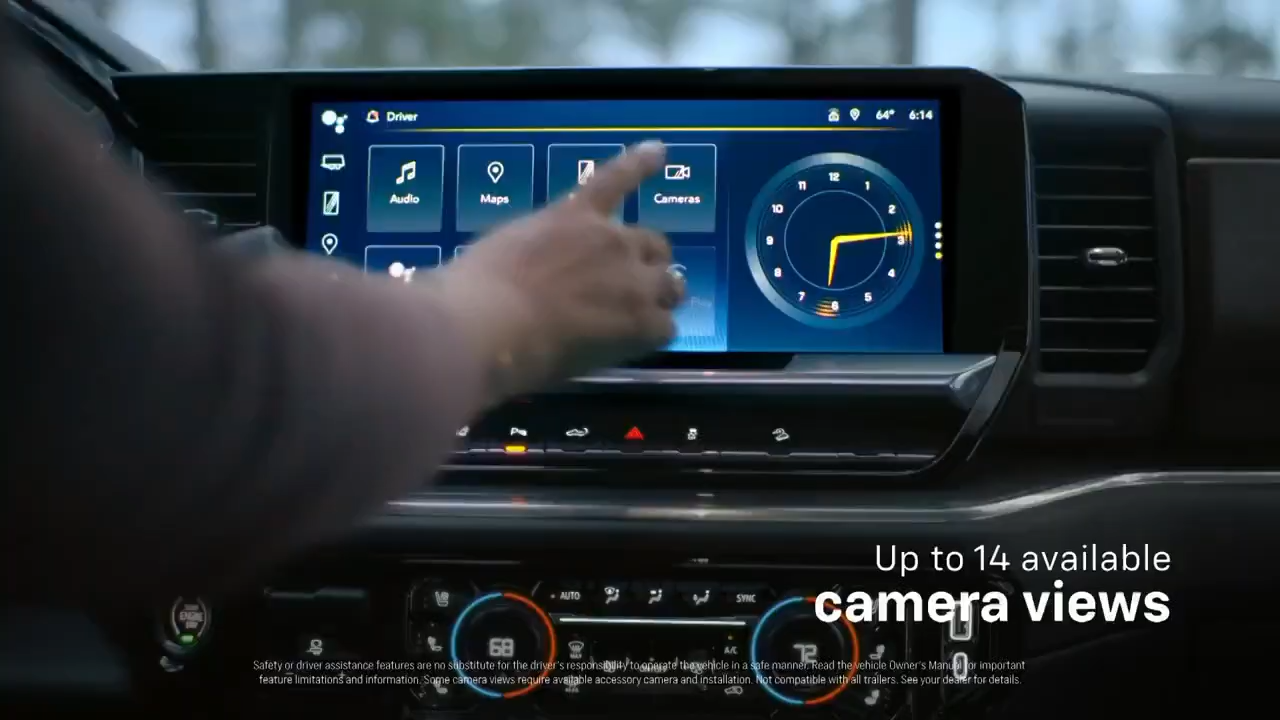 Driver
64° 6:14
Audio
Maps
Cameras
12
11 1
10 2
9 3
8 4
7 5
6
Up to 14 available
camera views
AUTO
SYNC
68
72
A/C
Safety or driver assistance features are no substitute for the driver's responsibility to operate the vehicle in a safe manner. Read the vehicle Owner's Manual for important
feature limitations and information. Some camera views require available accessory camera and installation. Not compatible with all trailers. See your dealer for details.